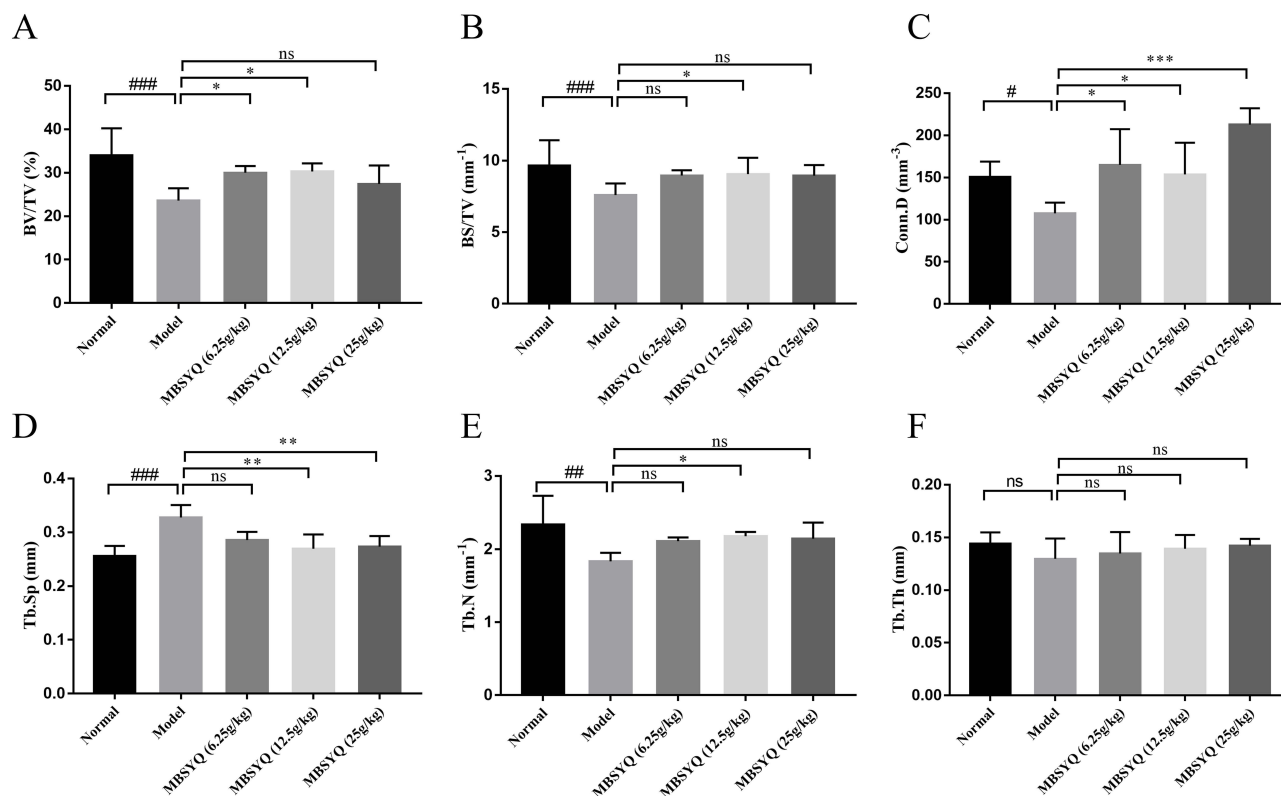 A
ns
*
*
###
BV/TV (%)
50
40
30
20
10
0
Normal
Model
MBSYQ (6.25g/kg)
MBSYQ (12.5g/kg)
MBSYQ (25g/kg)
B
ns
*
ns
###
BS/TV (mm⁻¹)
15
10
5
0
Normal
Model
MBSYQ (6.25g/kg)
MBSYQ (12.5g/kg)
MBSYQ (25g/kg)
C
***
*
*
#
Conn.D (mm⁻³)
250
200
150
100
50
0
Normal
Model
MBSYQ (6.25g/kg)
MBSYQ (12.5g/kg)
MBSYQ (25g/kg)
D
**
**
ns
###
Tb.Sp (mm)
0.4
0.3
0.2
0.1
0.0
Normal
Model
MBSYQ (6.25g/kg)
MBSYQ (12.5g/kg)
MBSYQ (25g/kg)
E
ns
*
ns
##
Tb.N (mm⁻¹)
3
2
1
0
Normal
Model
MBSYQ (6.25g/kg)
MBSYQ (12.5g/kg)
MBSYQ (25g/kg)
F
ns
ns
ns
ns
Tb.Th (mm)
0.20
0.15
0.10
0.05
0.00
Normal
Model
MBSYQ (6.25g/kg)
MBSYQ (12.5g/kg)
MBSYQ (25g/kg)